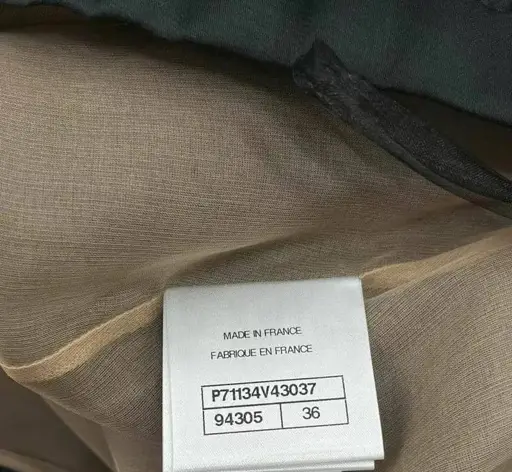 MADE IN FRANCE
FABRIQUE EN FRANCE
P71134V43037
94305 36